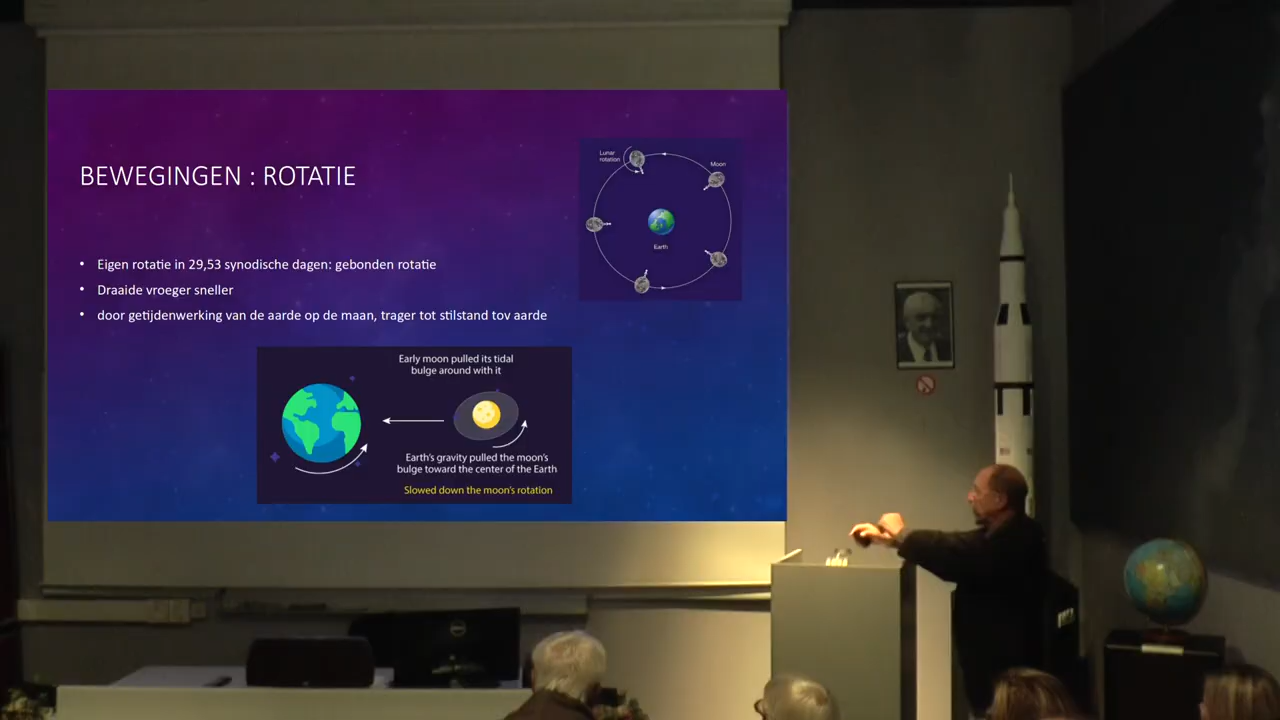 BEWEGINGEN : ROTATIE
Lunar
rotation
Moon
Earth
• Eigen rotatie in 29,53 synodische dagen: gebonden rotatie
• Draaide vroeger sneller
• door getijdenwerking van de aarde op de maan, trager tot stilstand tov aarde
Early moon pulled its tidal
bulge around with it
Earth's gravity pulled the moon's
bulge toward the center of the Earth
Slowed down the moon's rotation
DELL